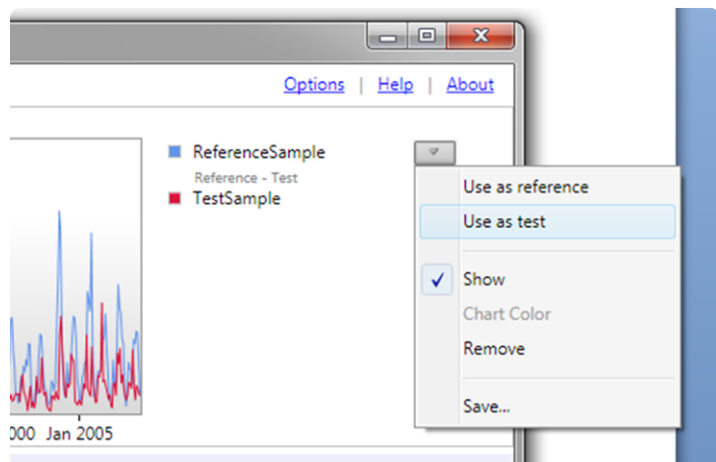 Options | Help | About
ReferenceSample
Reference - Test
TestSample
Use as reference
Use as test
Show
Chart Color
Remove
Save...
000 Jan 2005